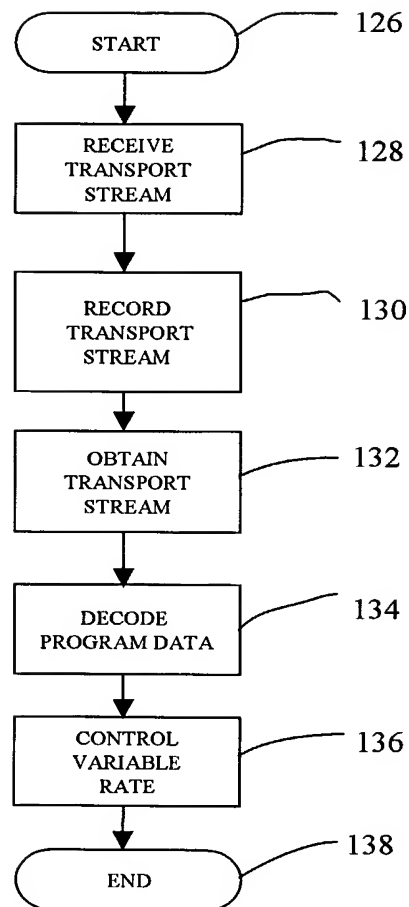 START
126
RECEIVE
TRANSPORT
STREAM
128
RECORD
TRANSPORT
STREAM
130
OBTAIN
TRANSPORT
STREAM
132
DECODE
PROGRAM DATA
134
CONTROL
VARIABLE
RATE
136
END
138